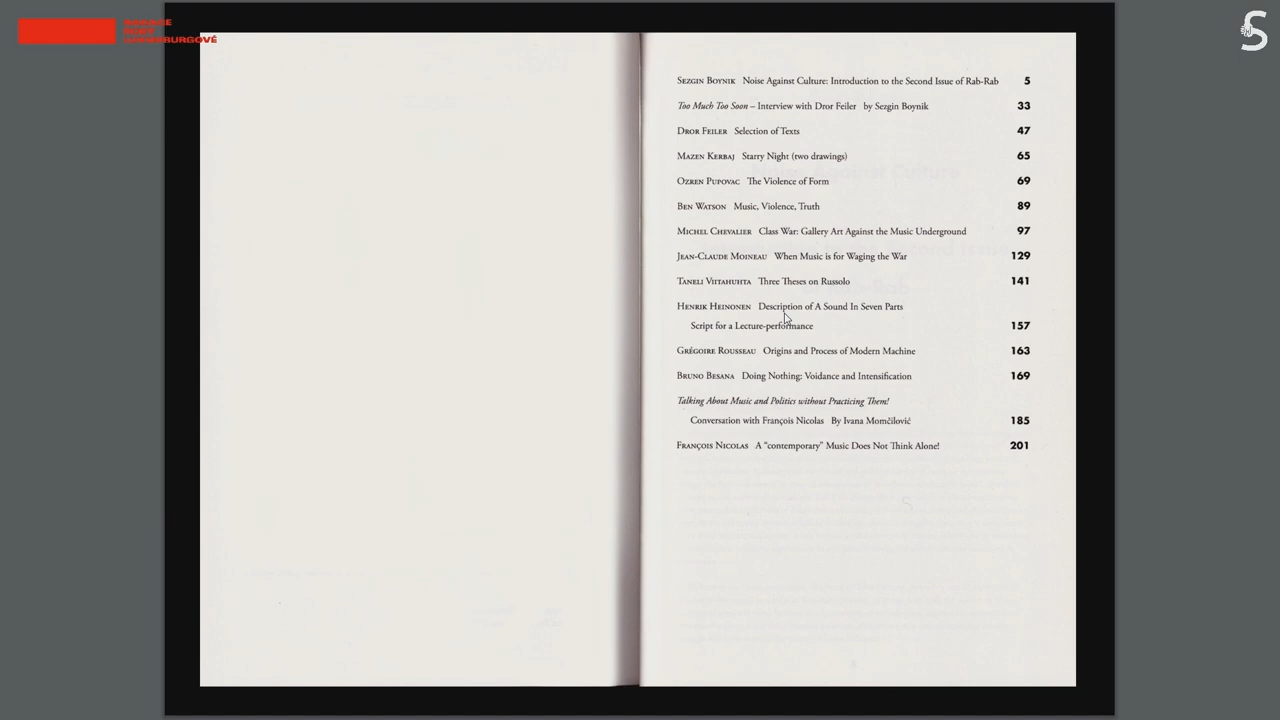 SEZGIN BOYNIK Noise Against Culture: Introduction to the Second Issue of Rab-Rab 5
Too Much Too Soon – Interview with Dror Feiler by Sezgin Boynik 33
DROR FEILER Selection of Texts 47
MAZEN KERBAJ Starry Night (two drawings) 65
OZREN PUPOVAC The Violence of Form 69
BEN WATSON Music, Violence, Truth 89
MICHEL CHEVALIER Class War: Gallery Art Against the Music Underground 97
JEAN-CLAUDE MOINEAU When Music is for Waging the War 129
TANELI VIITAHUHTA Three Theses on Russolo 141
HENRIK HEINONEN Description of A Sound In Seven Parts
Script for a Lecture-performance 157
GRÉGOIRE ROUSSEAU Origins and Process of Modern Machine 163
BRUNO BESANA Doing Nothing: Voidance and Intensification 169
Talking About Music and Politics without Practicing Them!
Conversation with François Nicolas By Ivana Momčilović 185
FRANÇOIS NICOLAS A “contemporary” Music Does Not Think Alone! 201